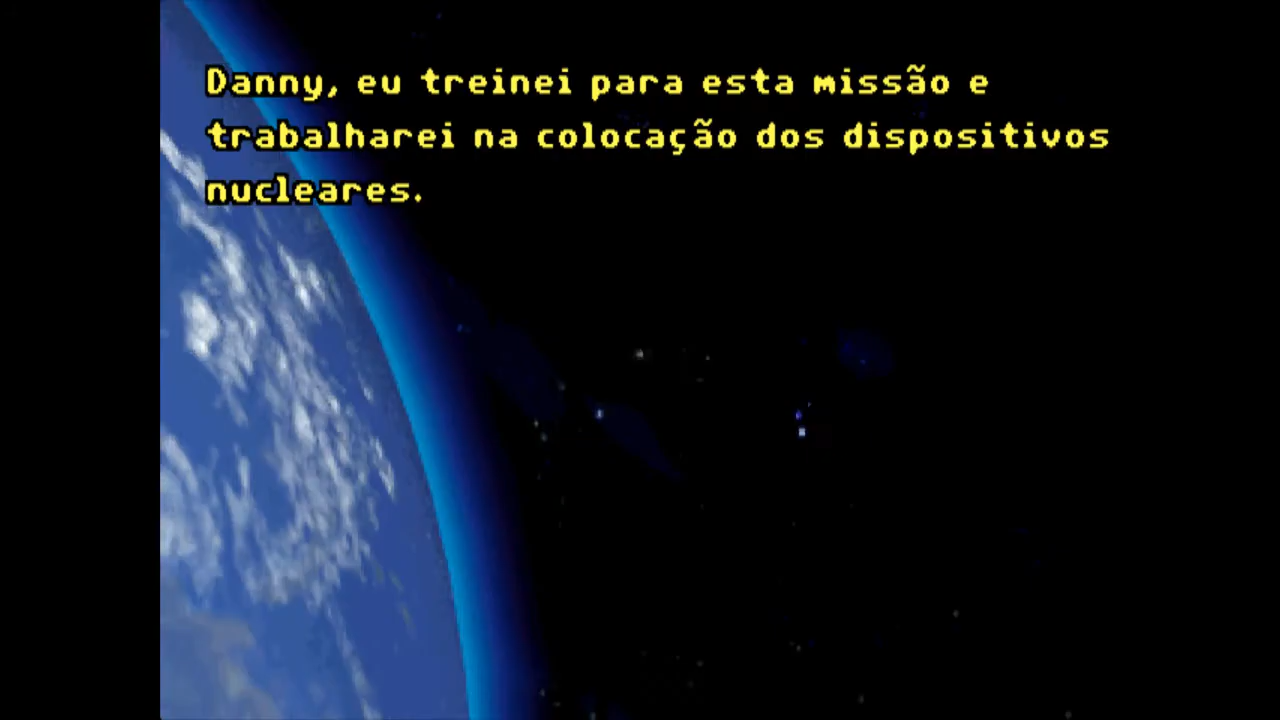 Danny, eu treinei para esta missão e
trabalharei na colocação dos dispositivos
nucleares.